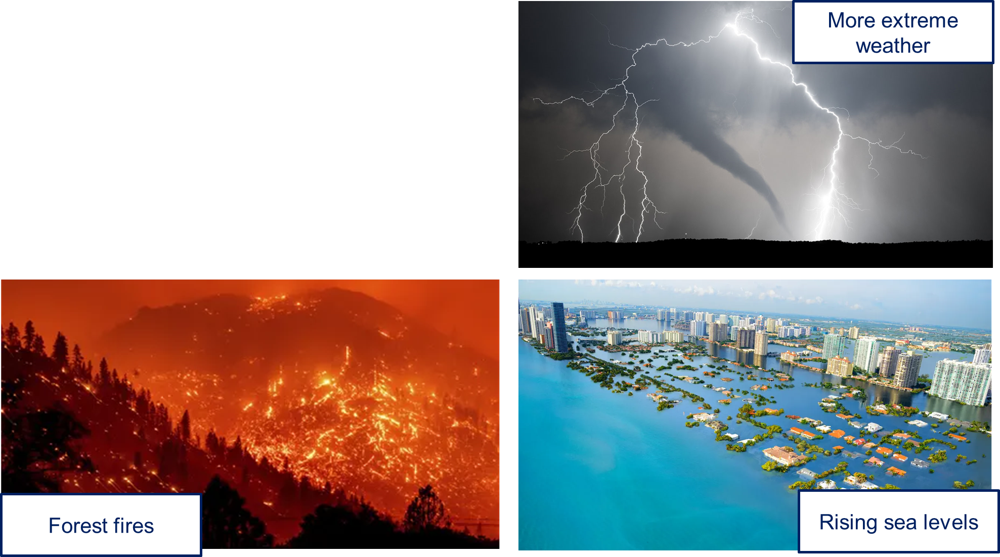 More extreme
weather
Forest fires
Rising sea levels